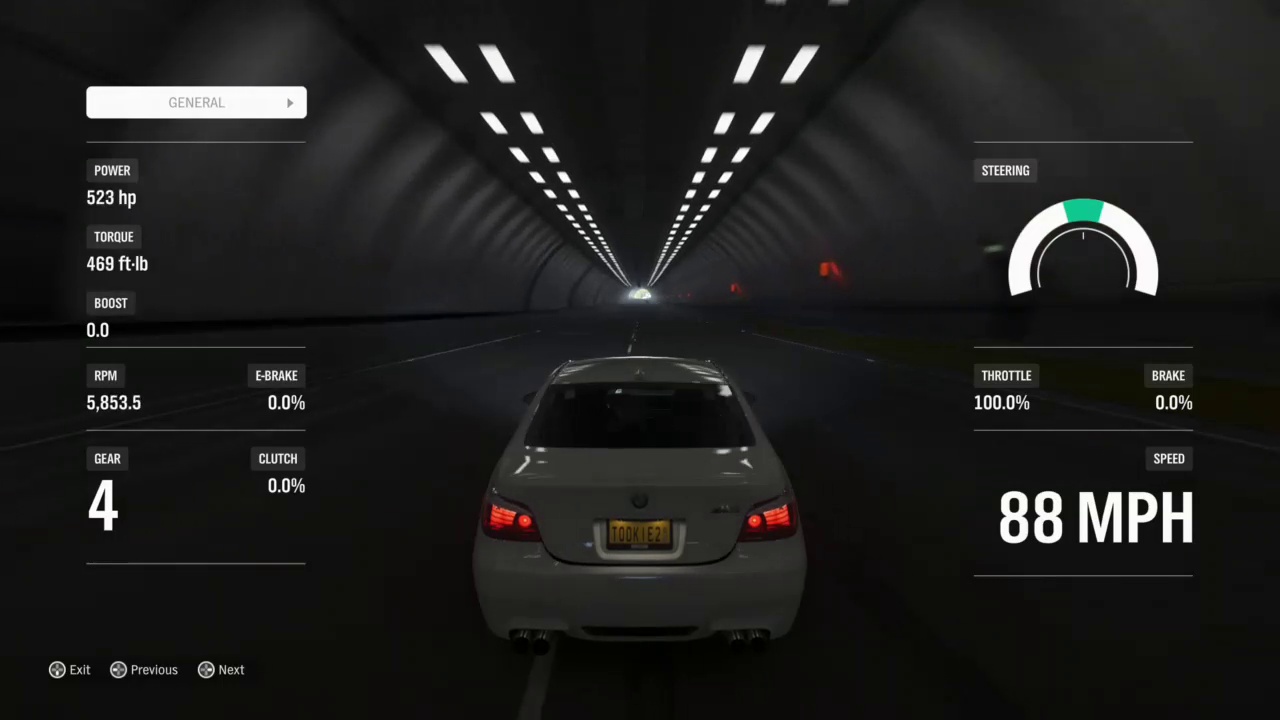 GENERAL
POWER
523 hp
TORQUE
469 ft·lb
BOOST
0.0
RPM
E-BRAKE
5,853.5
0.0%
GEAR
CLUTCH
4
0.0%
STEERING
THROTTLE
BRAKE
100.0%
0.0%
SPEED
88 MPH
TOOKIE2
Exit
Previous
Next